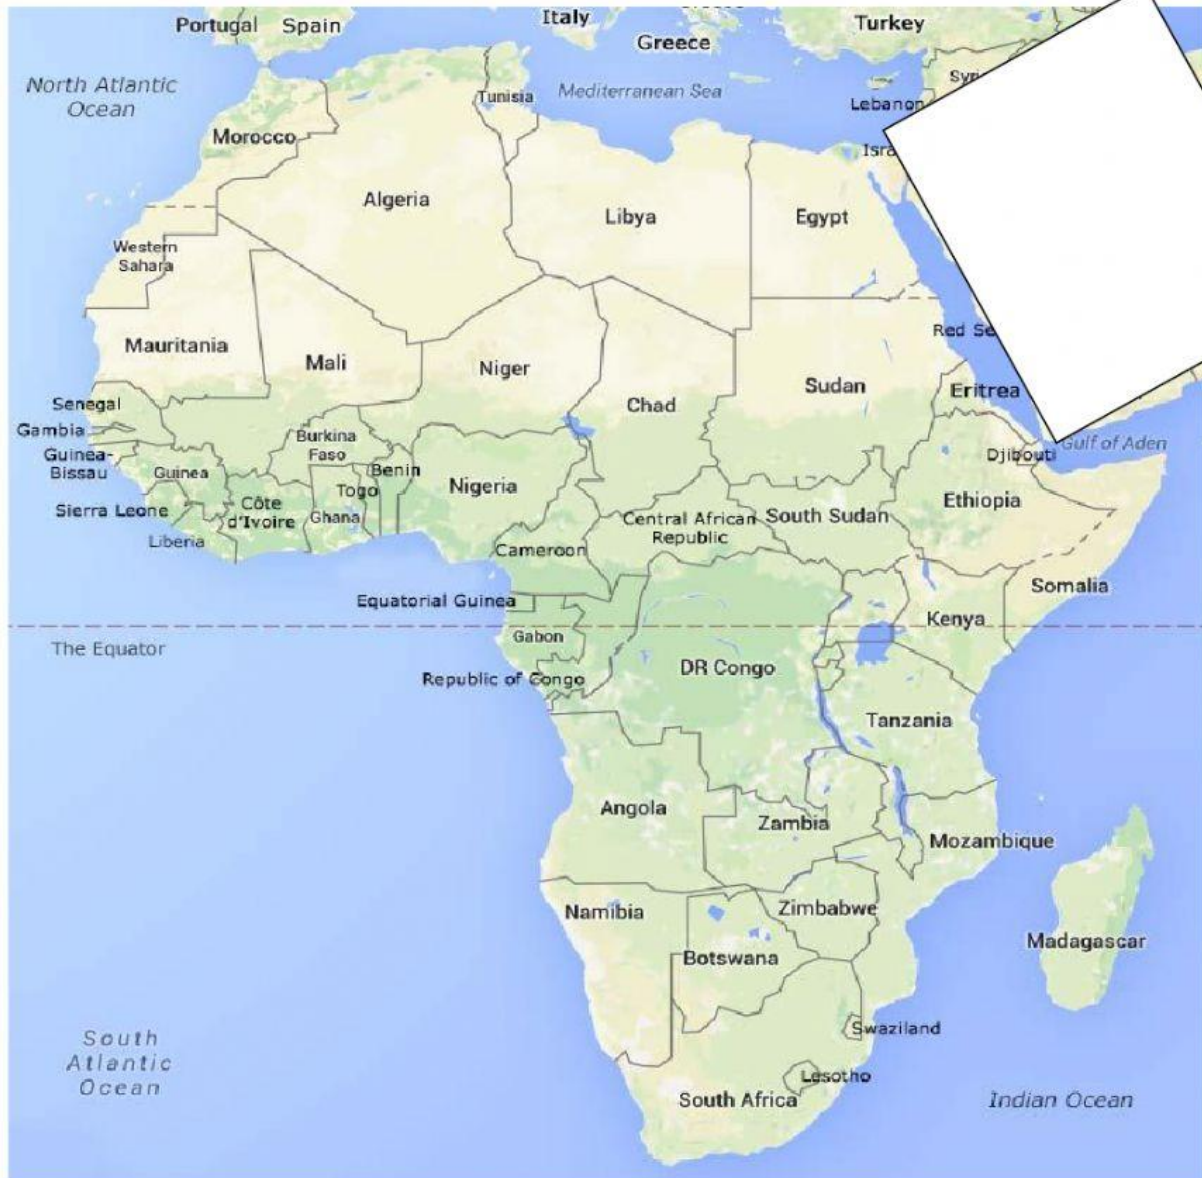 Portugal
Spain
Italy
Greece
Turkey
North Atlantic
Ocean
Tunisia
Mediterranean Sea
Lebanon
Morocco
Algeria
Libya
Egypt
Western
Sahara
Mauritania
Mali
Niger
Chad
Sudan
Eritrea
Senegal
Gambia
Guinea-
Bissau
Guinea
Burkina
Faso
Benin
Togo
Nigeria
Djibouti
Gulf of Aden
Ethiopia
Sierra Leone
Côte
d'Ivoire
Ghana
Liberia
Central African
Republic
South Sudan
Cameroon
Somalia
Equatorial Guinea
Kenya
The Equator
Gabon
Republic of Congo
DR Congo
Tanzania
Angola
Zambia
Mozambique
Namibia
Zimbabwe
Botswana
Madagascar
Swaziland
Lesotho
South Africa
South
Atlantic
Ocean
Indian Ocean
Red